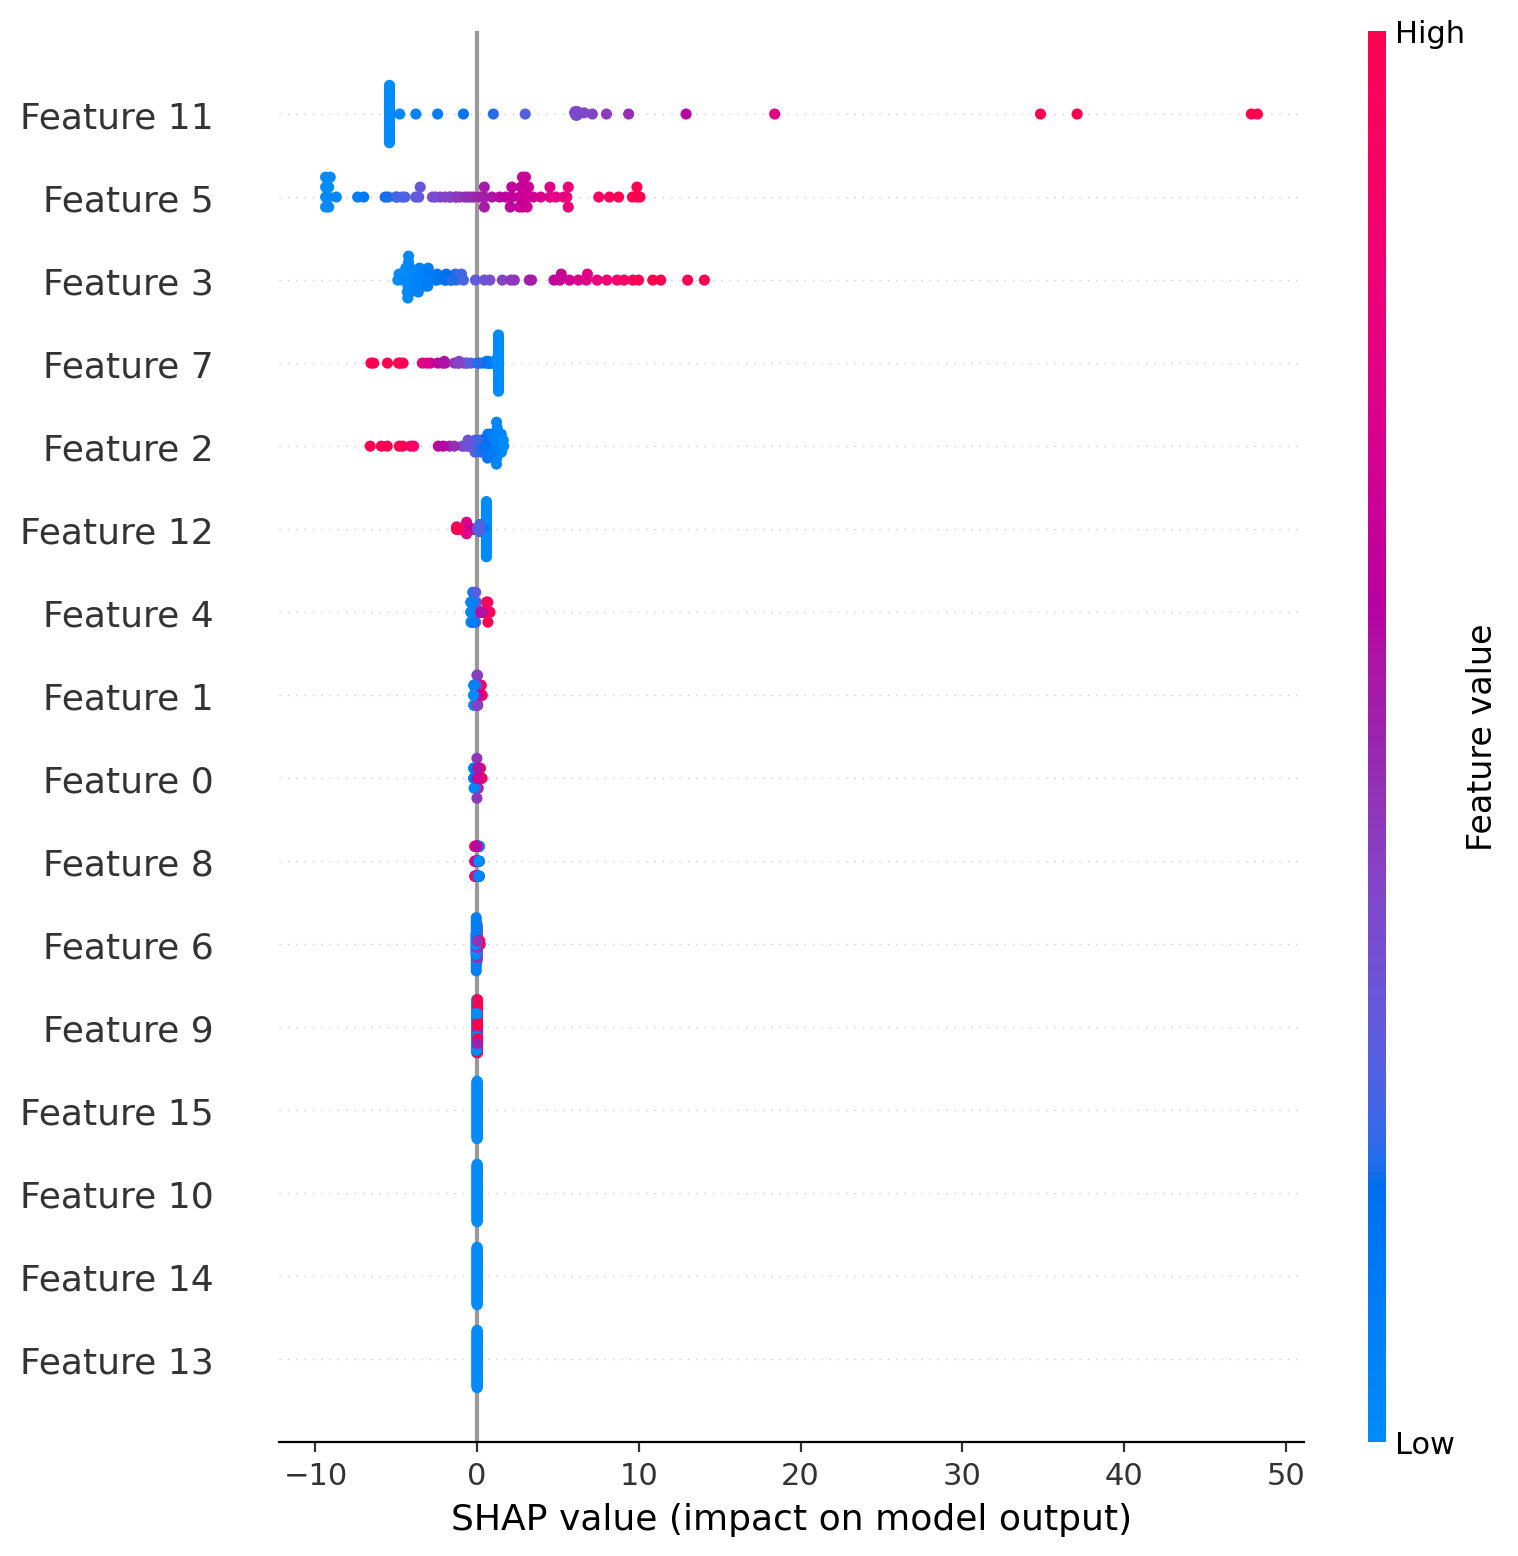 High
Feature 11
Feature 5
Feature 3
Feature 7
Feature 2
Feature 12
Feature 4
Feature 1
Feature 0
Feature 8
Feature 6
Feature 9
Feature 15
Feature 10
Feature 14
Feature 13
Feature value
Low
−10 0 10 20 30 40 50
SHAP value (impact on model output)